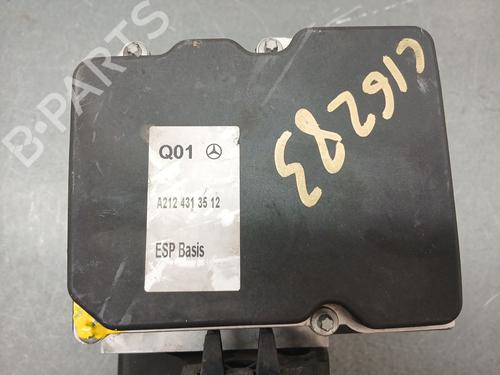 B-PARTS
C16283
Q01
A212 431 35 12
ESP Basis